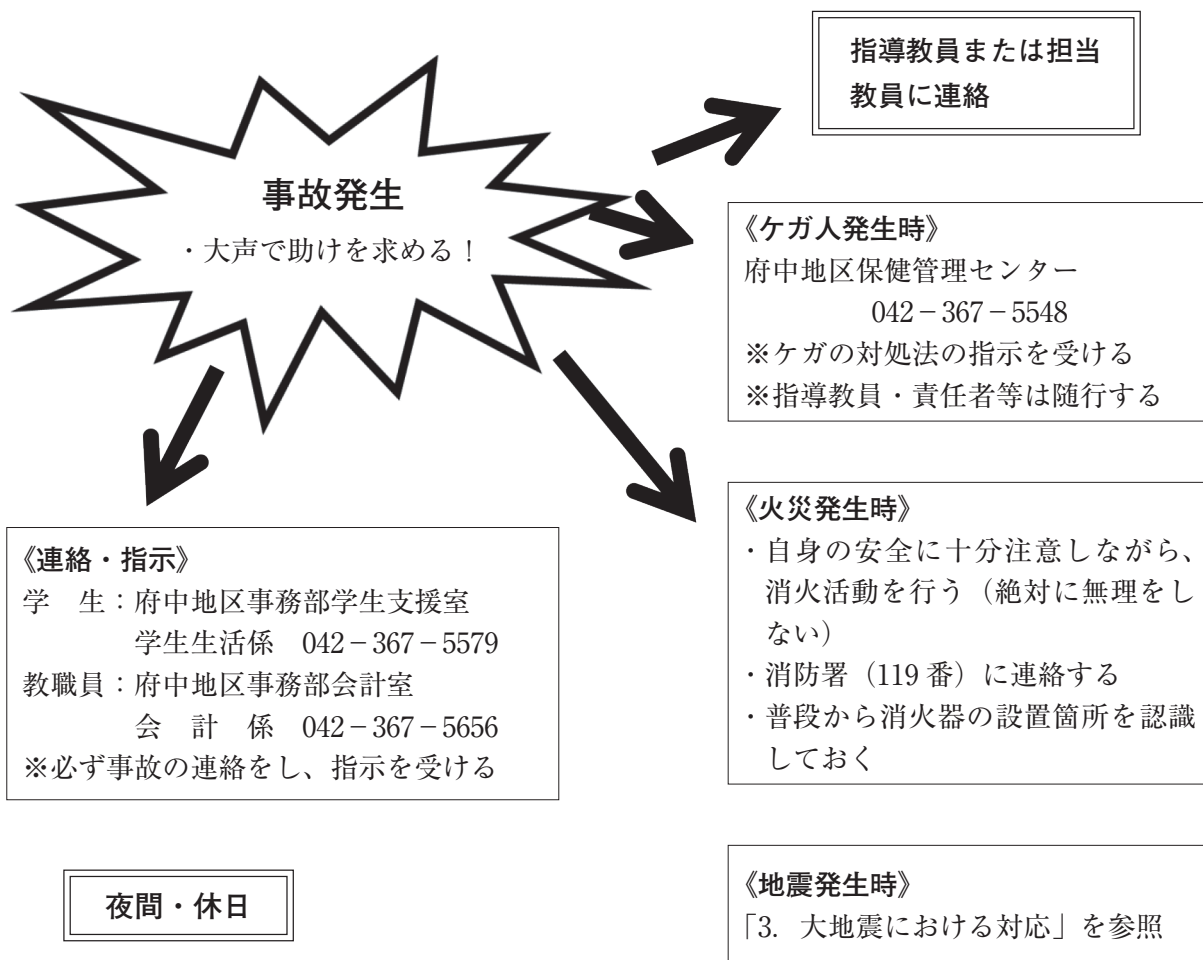 指導教員または担当
教員に連絡
事故発生
・大声で助けを求める！
《ケガ人発生時》
府中地区保健管理センター
042－367－5548
※ケガの対処法の指示を受ける
※指導教員・責任者等は随行する
《連絡・指示》
学　生：府中地区事務部学生支援室
学生生活係　042－367－5579
教職員：府中地区事務部会計室
会　計　係　042－367－5656
※必ず事故の連絡をし、指示を受ける
《火災発生時》
・自身の安全に十分注意しながら、
消火活動を行う（絶対に無理をし
ない）
・消防署（119 番）に連絡する
・普段から消火器の設置箇所を認識
しておく
夜間・休日
《地震発生時》
「3．大地震における対応」を参照